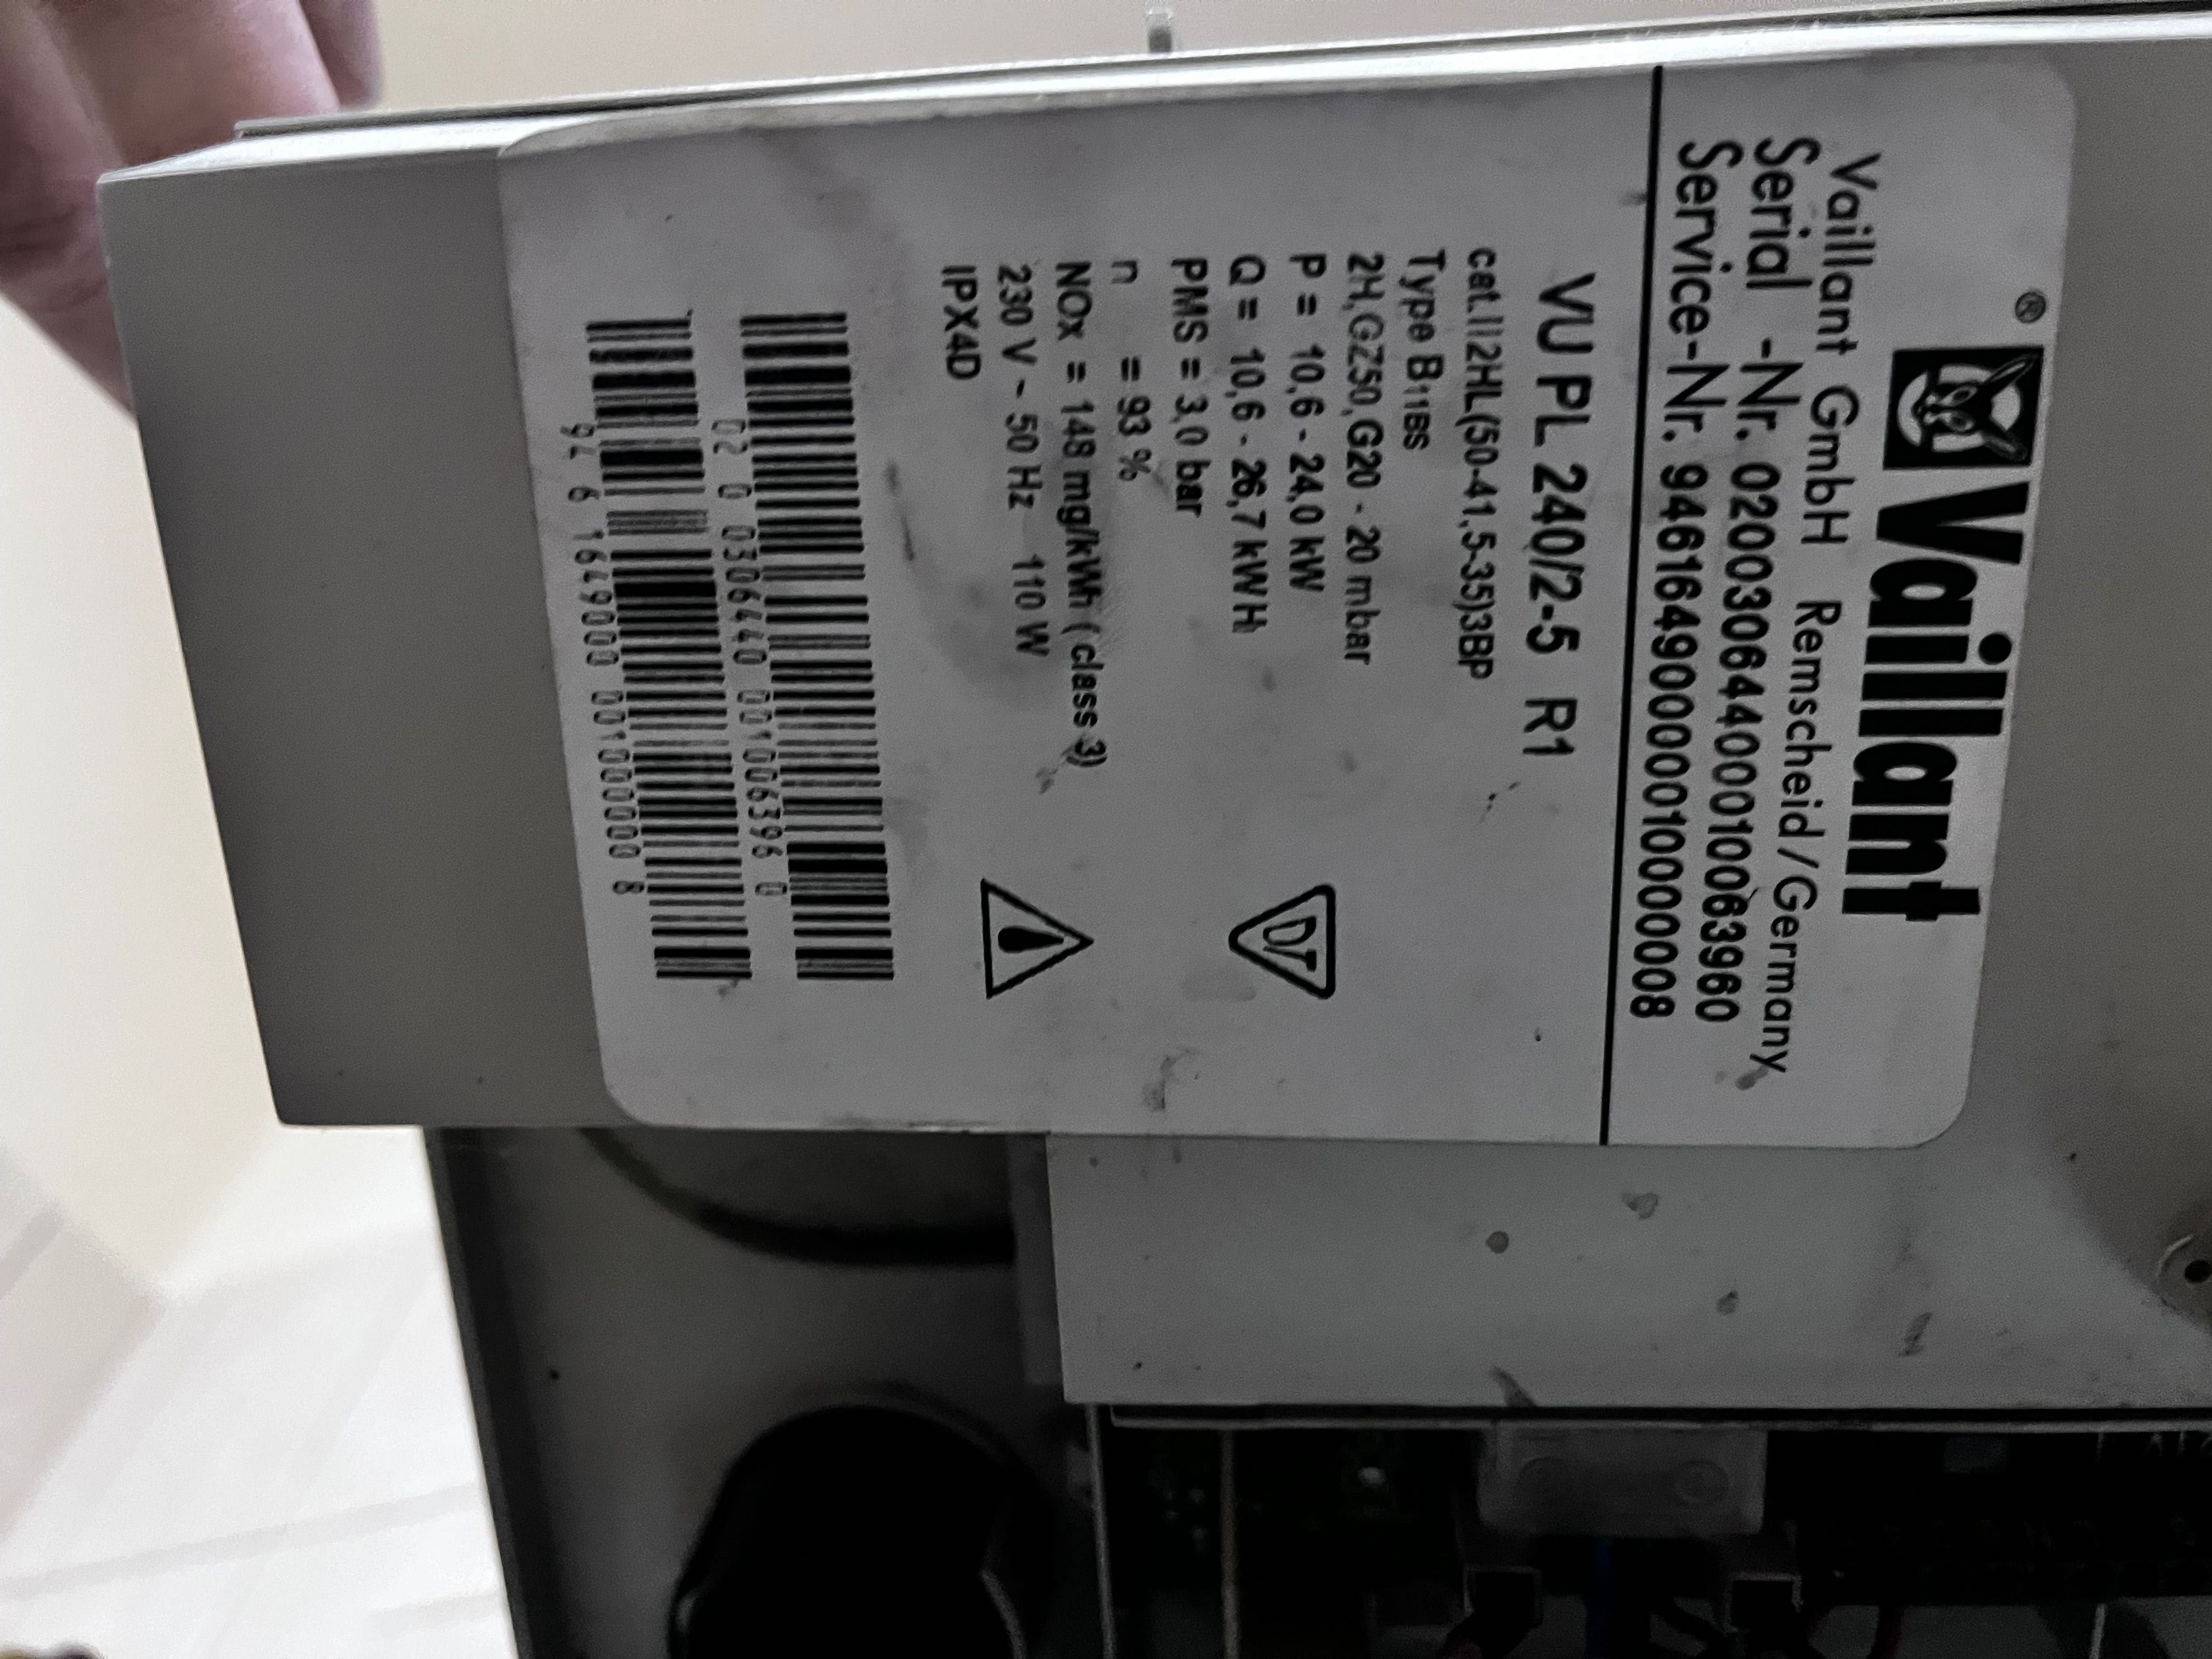 ® Vaillant
Vaillant GmbH Remscheid/Germany
Serial -Nr. 02003064400010063960
Service-Nr. 9461649000001000008
VU PL 240/2-5 R1
cat.II2HL(50-41,5-35)3BP
Type B11BS
2H,GZ50,G20 - 20 mbar
P = 10,6 - 24,0 kW
Q = 10,6 - 26,7 kWH
PMS = 3,0 bar
n = 93 %
NOx = 148 mg/kWh ( class 3)
230 V ~ 50 Hz 110 W
IPX4D
DT
02 0 0306440 001006396 0
94 6 1649000 001000000 8